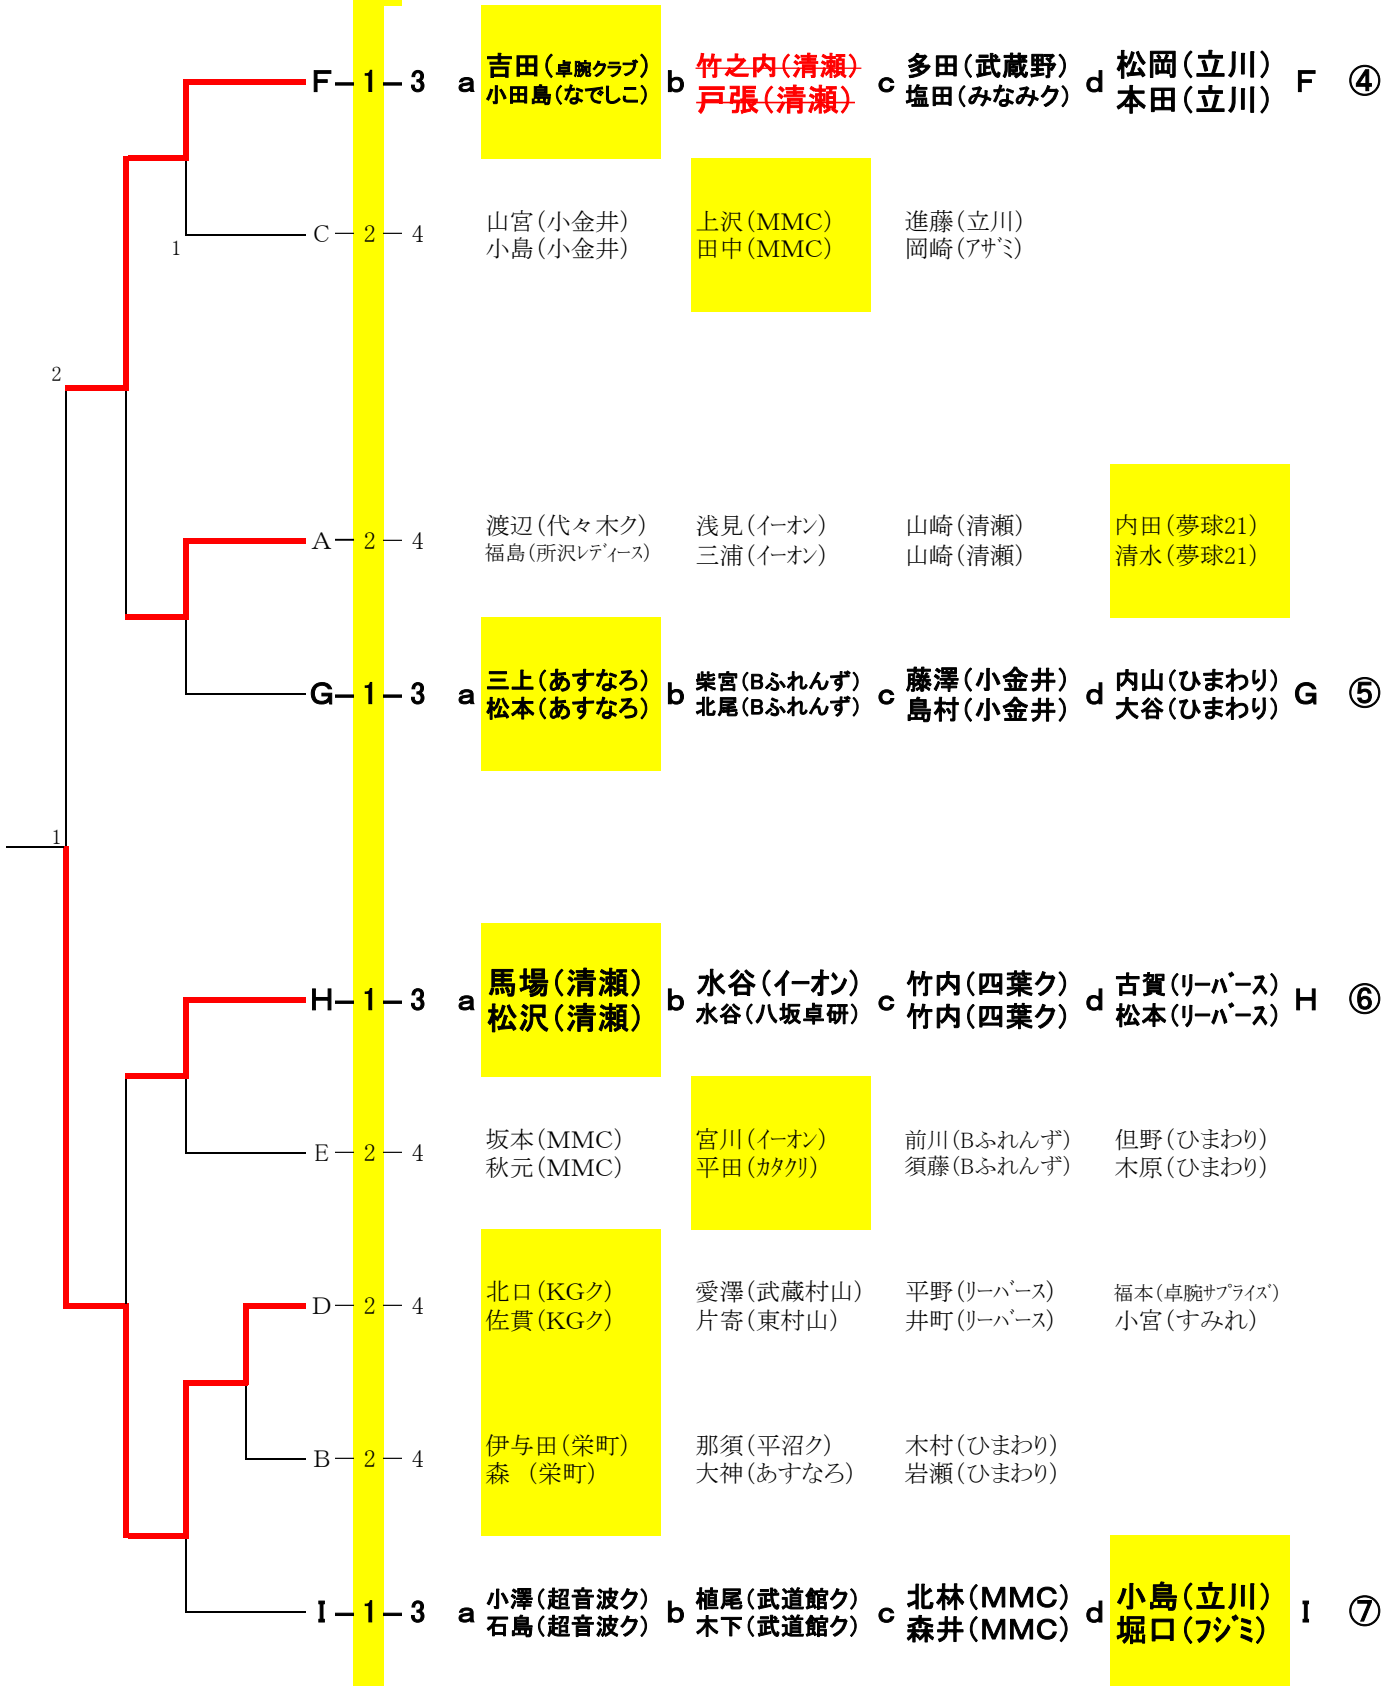 F 1 3 a 吉田(卓腕クラブ) b 竹之内(清瀬) c 多田(武蔵野) d 松岡(立川) F ④
小田島(なでしこ) 戸張(清瀬) 塩田(みなみク) 本田(立川)
C 2 4 山宮(小金井) 上沢(MMC) 進藤(立川)
1 小島(小金井) 田中(MMC) 岡崎(アザミ)
2
A 2 4 渡辺(代々木ク) 浅見(イーオン) 山崎(清瀬) 内田(夢球21)
福島(所沢レディース) 三浦(イーオン) 山崎(清瀬) 清水(夢球21)
G 1 3 a 三上(あすなろ) b 柴宮(Bふれんず) c 藤澤(小金井) d 内山(ひまわり) G ⑤
松本(あすなろ) 北尾(Bふれんず) 島村(小金井) 大谷(ひまわり)
1
H 1 3 a 馬場(清瀬) b 水谷(イーオン) c 竹内(四葉ク) d 古賀(リーバース) H ⑥
松沢(清瀬) 水谷(八坂卓研) 竹内(四葉ク) 松本(リーバース)
E 2 4 坂本(MMC) 宮川(イーオン) 前川(Bふれんず) 但野(ひまわり)
秋元(MMC) 平田(カタクリ) 須藤(Bふれんず) 木原(ひまわり)
D 2 4 北口(KGク) 愛澤(武蔵村山) 平野(リーバース) 福本(卓腕サプライズ)
佐貫(KGク) 片寄(東村山) 井町(リーバース) 小宮(すみれ)
B 2 4 伊与田(栄町) 那須(平沼ク) 木村(ひまわり)
森 (栄町) 大神(あすなろ) 岩瀬(ひまわり)
I 1 3 a 小澤(超音波ク) b 植尾(武道館ク) c 北林(MMC) d 小島(立川) I ⑦
石島(超音波ク) 木下(武道館ク) 森井(MMC) 堀口(フジミ)